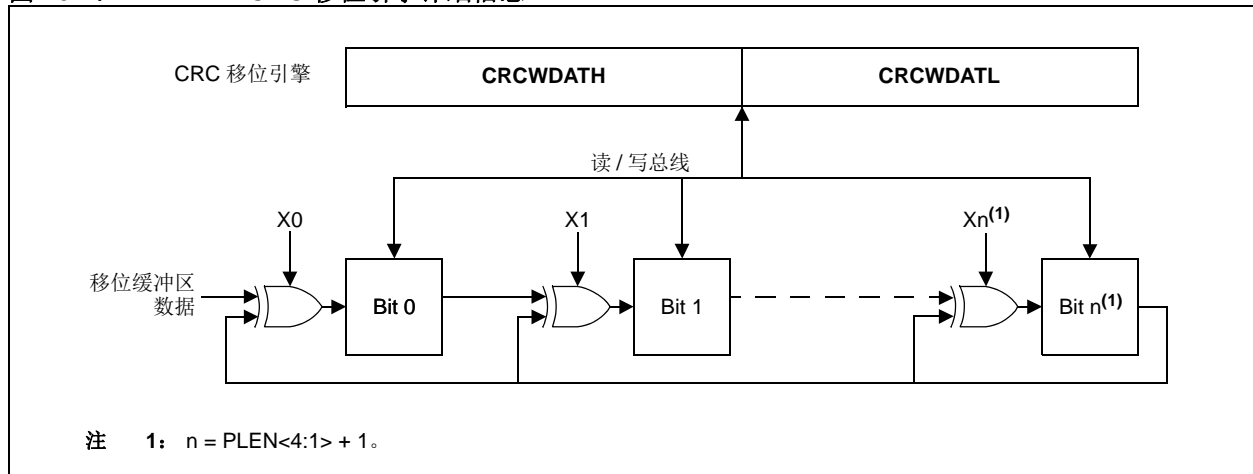 CRC 移位引擎
CRCWDATH
CRCWDATL
读 / 写总线
X0
X1
Xn(1)
移位缓冲区
数据
Bit 0
Bit 1
Bit n(1)
注 1： n = PLEN<4:1> + 1。